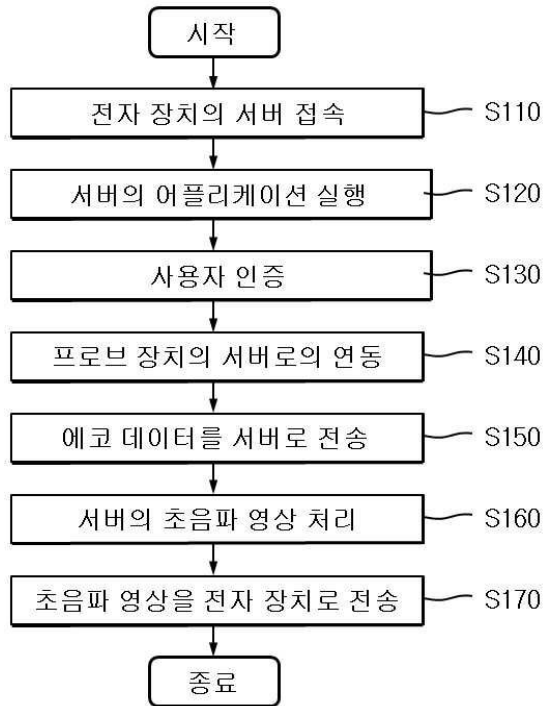 시작
전자 장치의 서버 접속 S110
서버의 어플리케이션 실행 S120
사용자 인증 S130
프로브 장치의 서버로의 연동 S140
에코 데이터를 서버로 전송 S150
서버의 초음파 영상 처리 S160
초음파 영상을 전자 장치로 전송 S170
종료